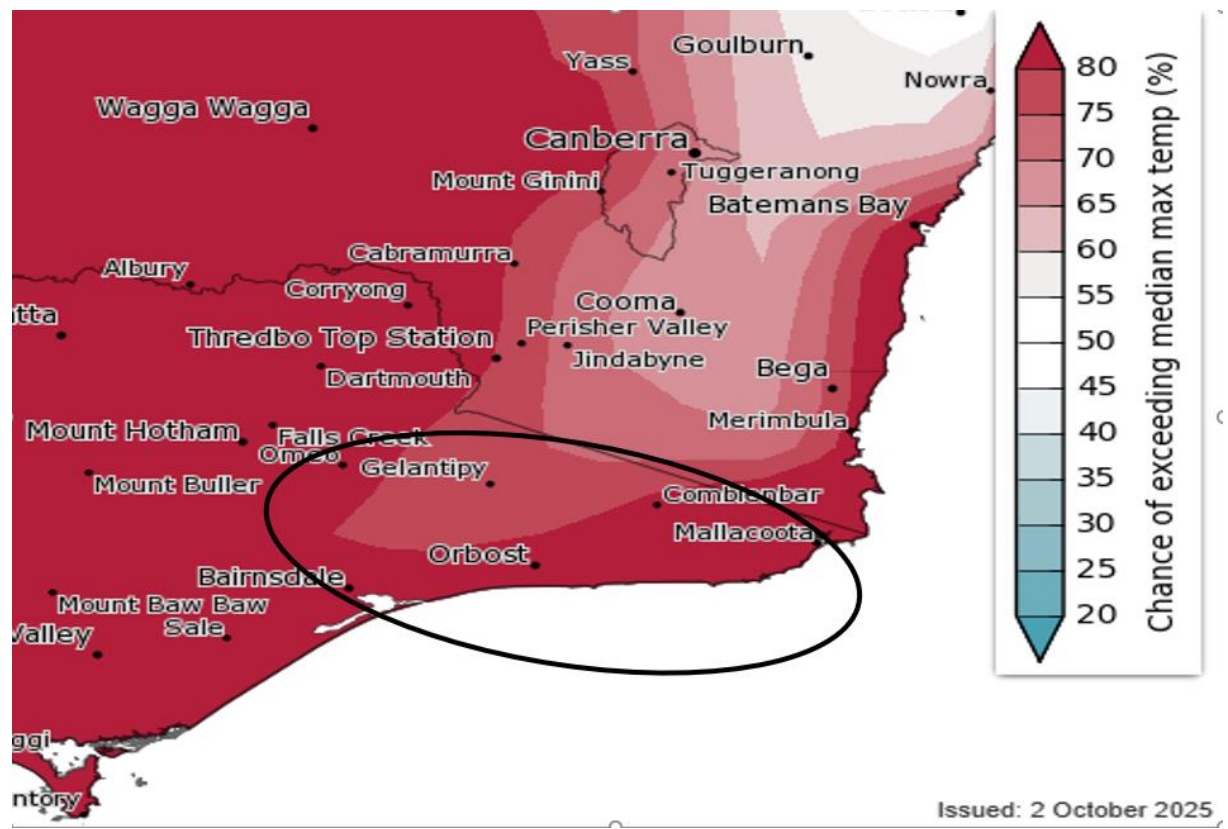 Goulburn
Yass
Nowra
Wagga Wagga
Canberra
Tuggeranong
Mount Ginini
Batemans Bay
Cabramurra
Albury
Corryong
Cooma
tta
Perisher Valley
Thredbo Top Station
Jindabyne
Bega
Dartmouth
Merimbula
Mount Hotham
Falls Creek
Omeo
Gelantipy
Mount Buller
Combienbar
Mallacoota
Orbost
Bairnsdale
Mount Baw Baw
Sale
Valley
ggi
ntory
80
75
70
65
60
55
50
45
40
35
30
25
20
Chance of exceeding median max temp (%)
Issued: 2 October 2025